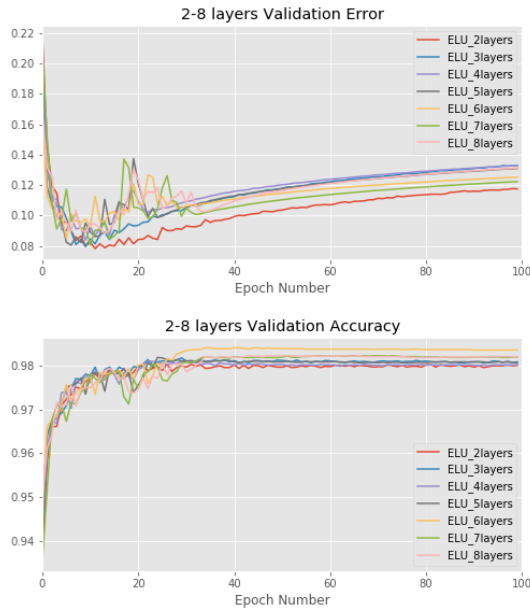 2-8 layers Validation Error
0.22
0.20
0.18
0.16
0.14
0.12
0.10
0.08
ELU_2layers
ELU_3layers
ELU_4layers
ELU_5layers
ELU_6layers
ELU_7layers
ELU_8layers
0 20 40 60 80 100
Epoch Number
2-8 layers Validation Accuracy
0.98
0.97
0.96
0.95
0.94
ELU_2layers
ELU_3layers
ELU_4layers
ELU_5layers
ELU_6layers
ELU_7layers
ELU_8layers
0 20 40 60 80 100
Epoch Number